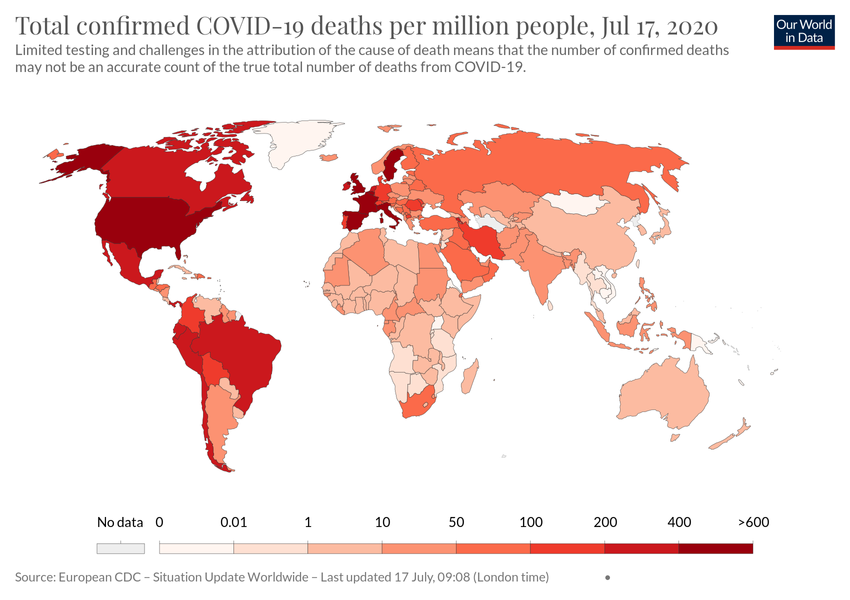 Total confirmed COVID-19 deaths per million people, Jul 17, 2020
Our World
in Data
Limited testing and challenges in the attribution of the cause of death means that the number of confirmed deaths
may not be an accurate count of the true total number of deaths from COVID-19.
No data 0 0.01 1 10 50 100 200 400 >600
Source: European CDC – Situation Update Worldwide – Last updated 17 July, 09:08 (London time) •